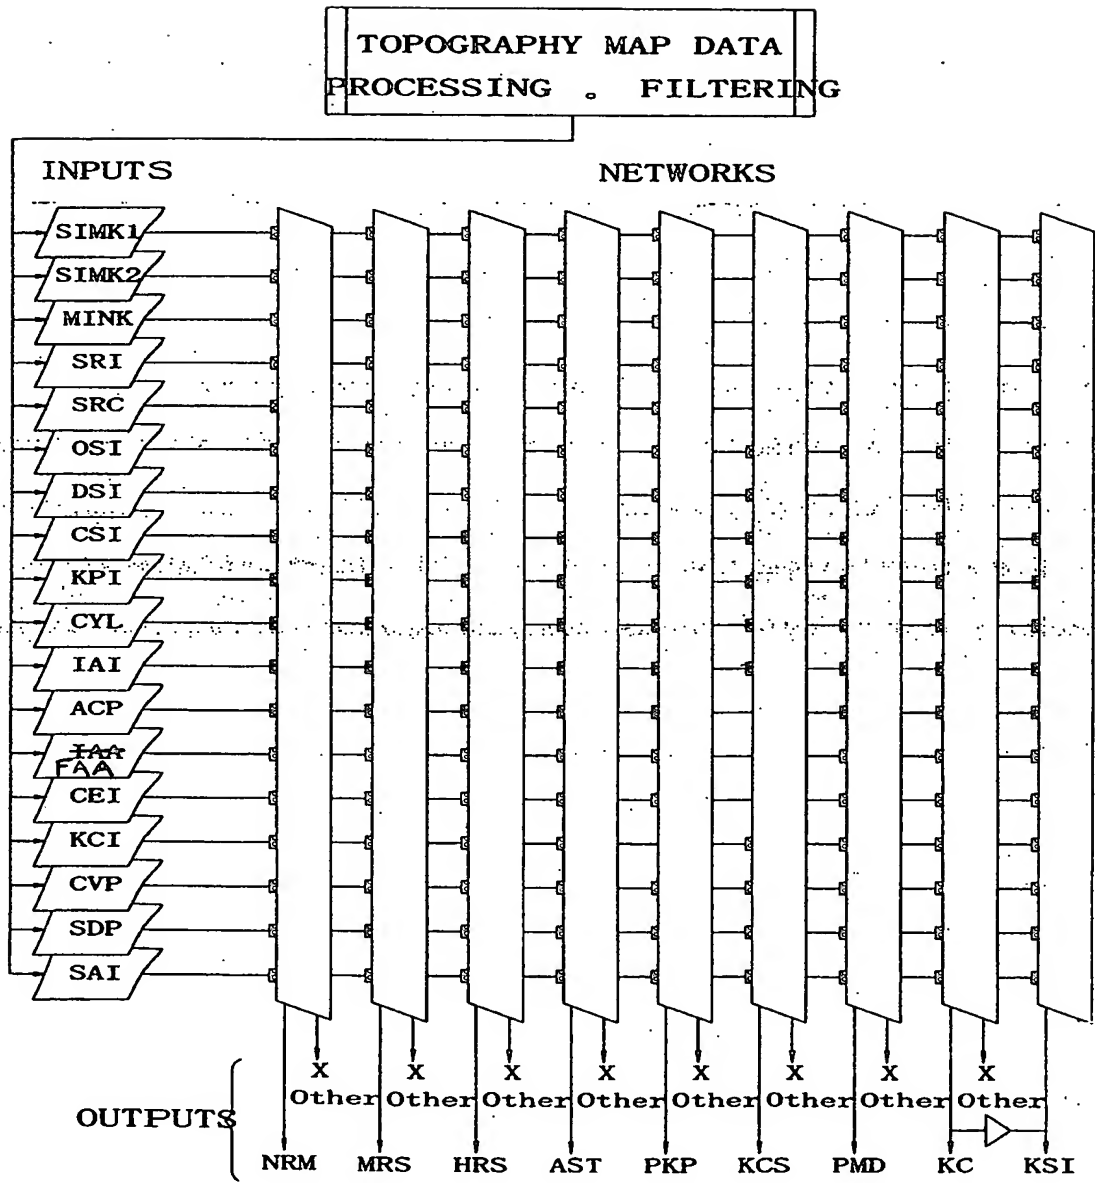 TOPOGRAPHY MAP DATA
PROCESSING . FILTERING
INPUTS
NETWORKS
SIMK1
SIMK2
MINK
SRI
SRC
OSI
DSI
CSI
KPI
CYL
IAI
ACP
IAA
FAA
CEI
KCI
CVP
SDP
SAI
X X X X X X X X
Other Other Other Other Other Other Other Other
OUTPUTS
NRM MRS HRS AST PKP KCS PMD KC KSI